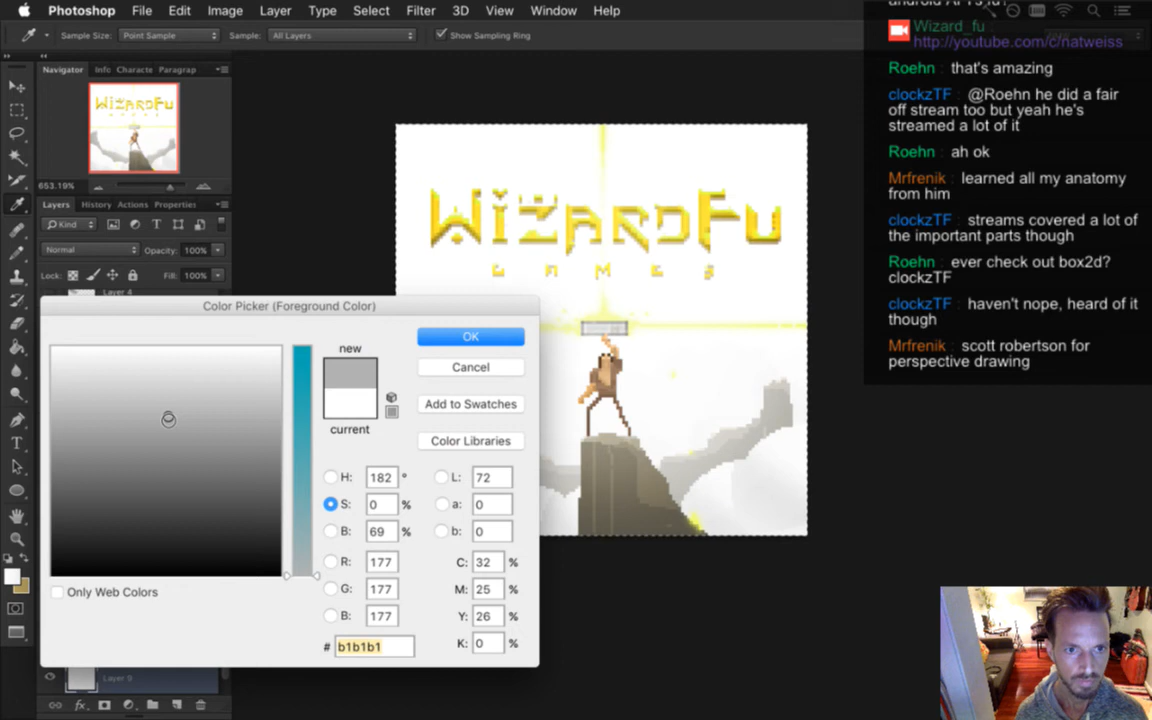 Photoshop File Edit Image Layer Type Select Filter 3D View Window Help
Sample Size: Point Sample Sample: All Layers Show Sampling Ring
Navigator Info Characte Paragrap
WizardFu
653.19%
Layers History Actions Properties
Kind
Normal Opacity: 100%
Lock: Fill: 100%
Layer 4
WizardFu
GAMES
Color Picker (Foreground Color)
new
current
OK
Cancel
Add to Swatches
Color Libraries
H: 182 °
S: 0 %
B: 69 %
R: 177
G: 177
B: 177
# b1b1b1
L: 72
a: 0
b: 0
C: 32 %
M: 25 %
Y: 26 %
K: 0 %
Only Web Colors
Layer 9
fx
Wizard_fu
http://youtube.com/c/natweiss
Roehn : that's amazing
clockzTF : @Roehn he did a fair
off stream too but yeah he's
streamed a lot of it
Roehn : ah ok
Mrfrenik : learned all my anatomy
from him
clockzTF : streams covered a lot of
the important parts though
Roehn : ever check out box2d?
clockzTF
clockzTF : haven't nope, heard of it
though
Mrfrenik : scott robertson for
perspective drawing